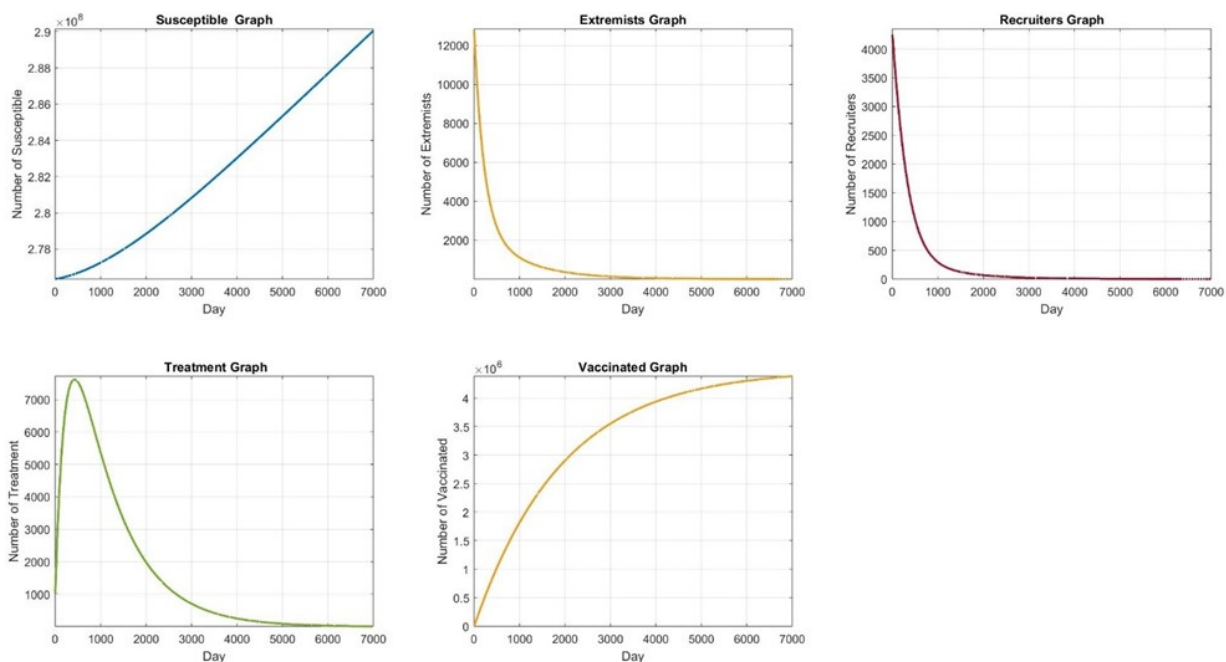 Susceptible Graph
×10⁸
2.9
2.88
2.86
2.84
2.82
2.8
2.78
Number of Susceptible
0 1000 2000 3000 4000 5000 6000 7000
Day
Extremists Graph
12000
10000
8000
6000
4000
2000
Number of Extremists
0 1000 2000 3000 4000 5000 6000 7000
Day
Recruiters Graph
4000
3500
3000
2500
2000
1500
1000
500
0
Number of Recruiters
0 1000 2000 3000 4000 5000 6000 7000
Day
Treatment Graph
7000
6000
5000
4000
3000
2000
1000
Number of Treatment
0 1000 2000 3000 4000 5000 6000 7000
Day
Vaccinated Graph
×10⁶
4
3.5
3
2.5
2
1.5
1
0.5
0
Number of Vaccinated
0 1000 2000 3000 4000 5000 6000 7000
Day